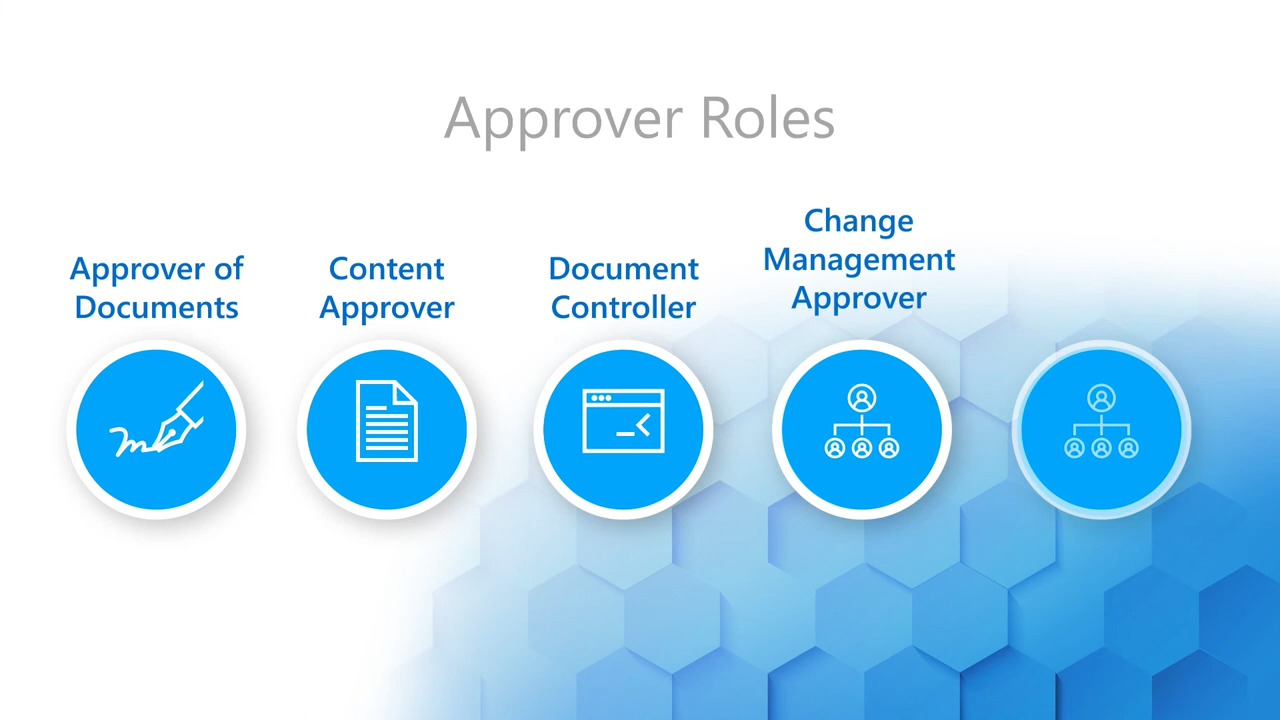 Approver Roles
Approver of
Documents
Content
Approver
Document
Controller
Change
Management
Approver